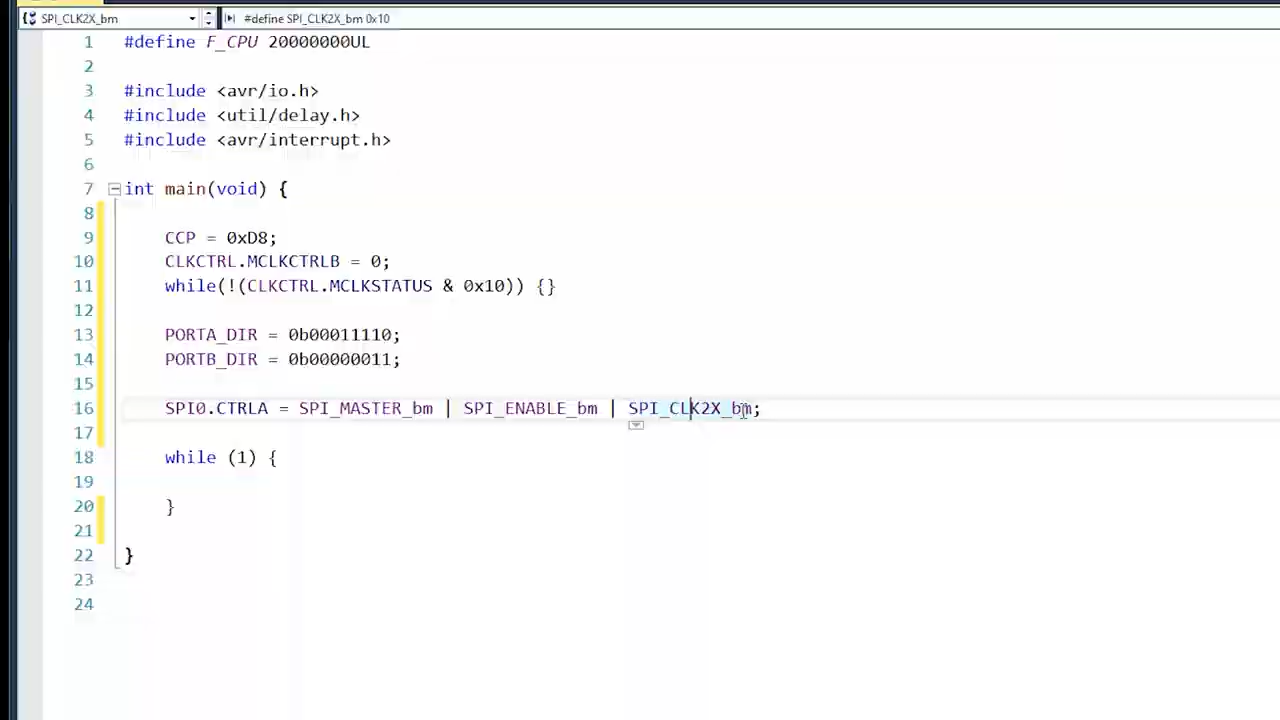 SPI_CLK2X_bm #define SPI_CLK2X_bm 0x10
1 #define F_CPU 20000000UL
2
3 #include <avr/io.h>
4 #include <util/delay.h>
5 #include <avr/interrupt.h>
6
7 int main(void) {
8
9 CCP = 0xD8;
10 CLKCTRL.MCLKCTRLB = 0;
11 while(!(CLKCTRL.MCLKSTATUS & 0x10)) {}
12
13 PORTA_DIR = 0b00011110;
14 PORTB_DIR = 0b00000011;
15
16 SPI0.CTRLA = SPI_MASTER_bm | SPI_ENABLE_bm | SPI_CLK2X_bm;
17
18 while (1) {
19
20 }
21
22 }
23
24